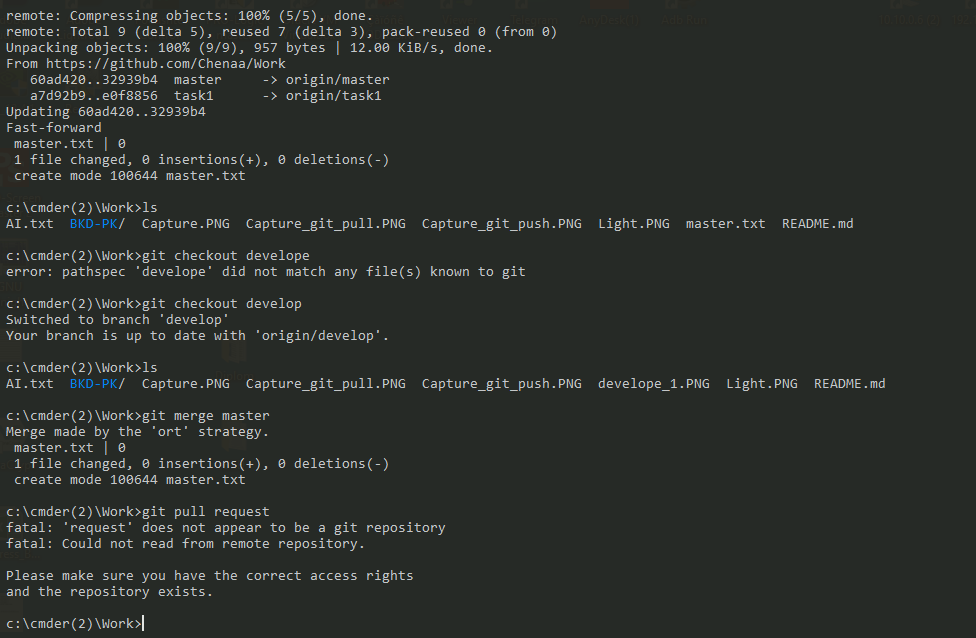 remote: Compressing objects: 100% (5/5), done.
remote: Total 9 (delta 5), reused 7 (delta 3), pack-reused 0 (from 0)
Unpacking objects: 100% (9/9), 957 bytes | 12.00 KiB/s, done.
From https://github.com/Chenaa/Work
   60ad420..32939b4  master     -> origin/master
   a7d92b9..e0f8856  task1      -> origin/task1
Updating 60ad420..32939b4
Fast-forward
 master.txt | 0
 1 file changed, 0 insertions(+), 0 deletions(-)
 create mode 100644 master.txt

c:\cmder(2)\Work>ls
AI.txt  BKD-PK/  Capture.PNG  Capture_git_pull.PNG  Capture_git_push.PNG  Light.PNG  master.txt  README.md

c:\cmder(2)\Work>git checkout develope
error: pathspec 'develope' did not match any file(s) known to git

c:\cmder(2)\Work>git checkout develop
Switched to branch 'develop'
Your branch is up to date with 'origin/develop'.

c:\cmder(2)\Work>ls
AI.txt  BKD-PK/  Capture.PNG  Capture_git_pull.PNG  Capture_git_push.PNG  develope_1.PNG  Light.PNG  README.md

c:\cmder(2)\Work>git merge master
Merge made by the 'ort' strategy.
 master.txt | 0
 1 file changed, 0 insertions(+), 0 deletions(-)
 create mode 100644 master.txt

c:\cmder(2)\Work>git pull request
fatal: 'request' does not appear to be a git repository
fatal: Could not read from remote repository.

Please make sure you have the correct access rights
and the repository exists.

c:\cmder(2)\Work>